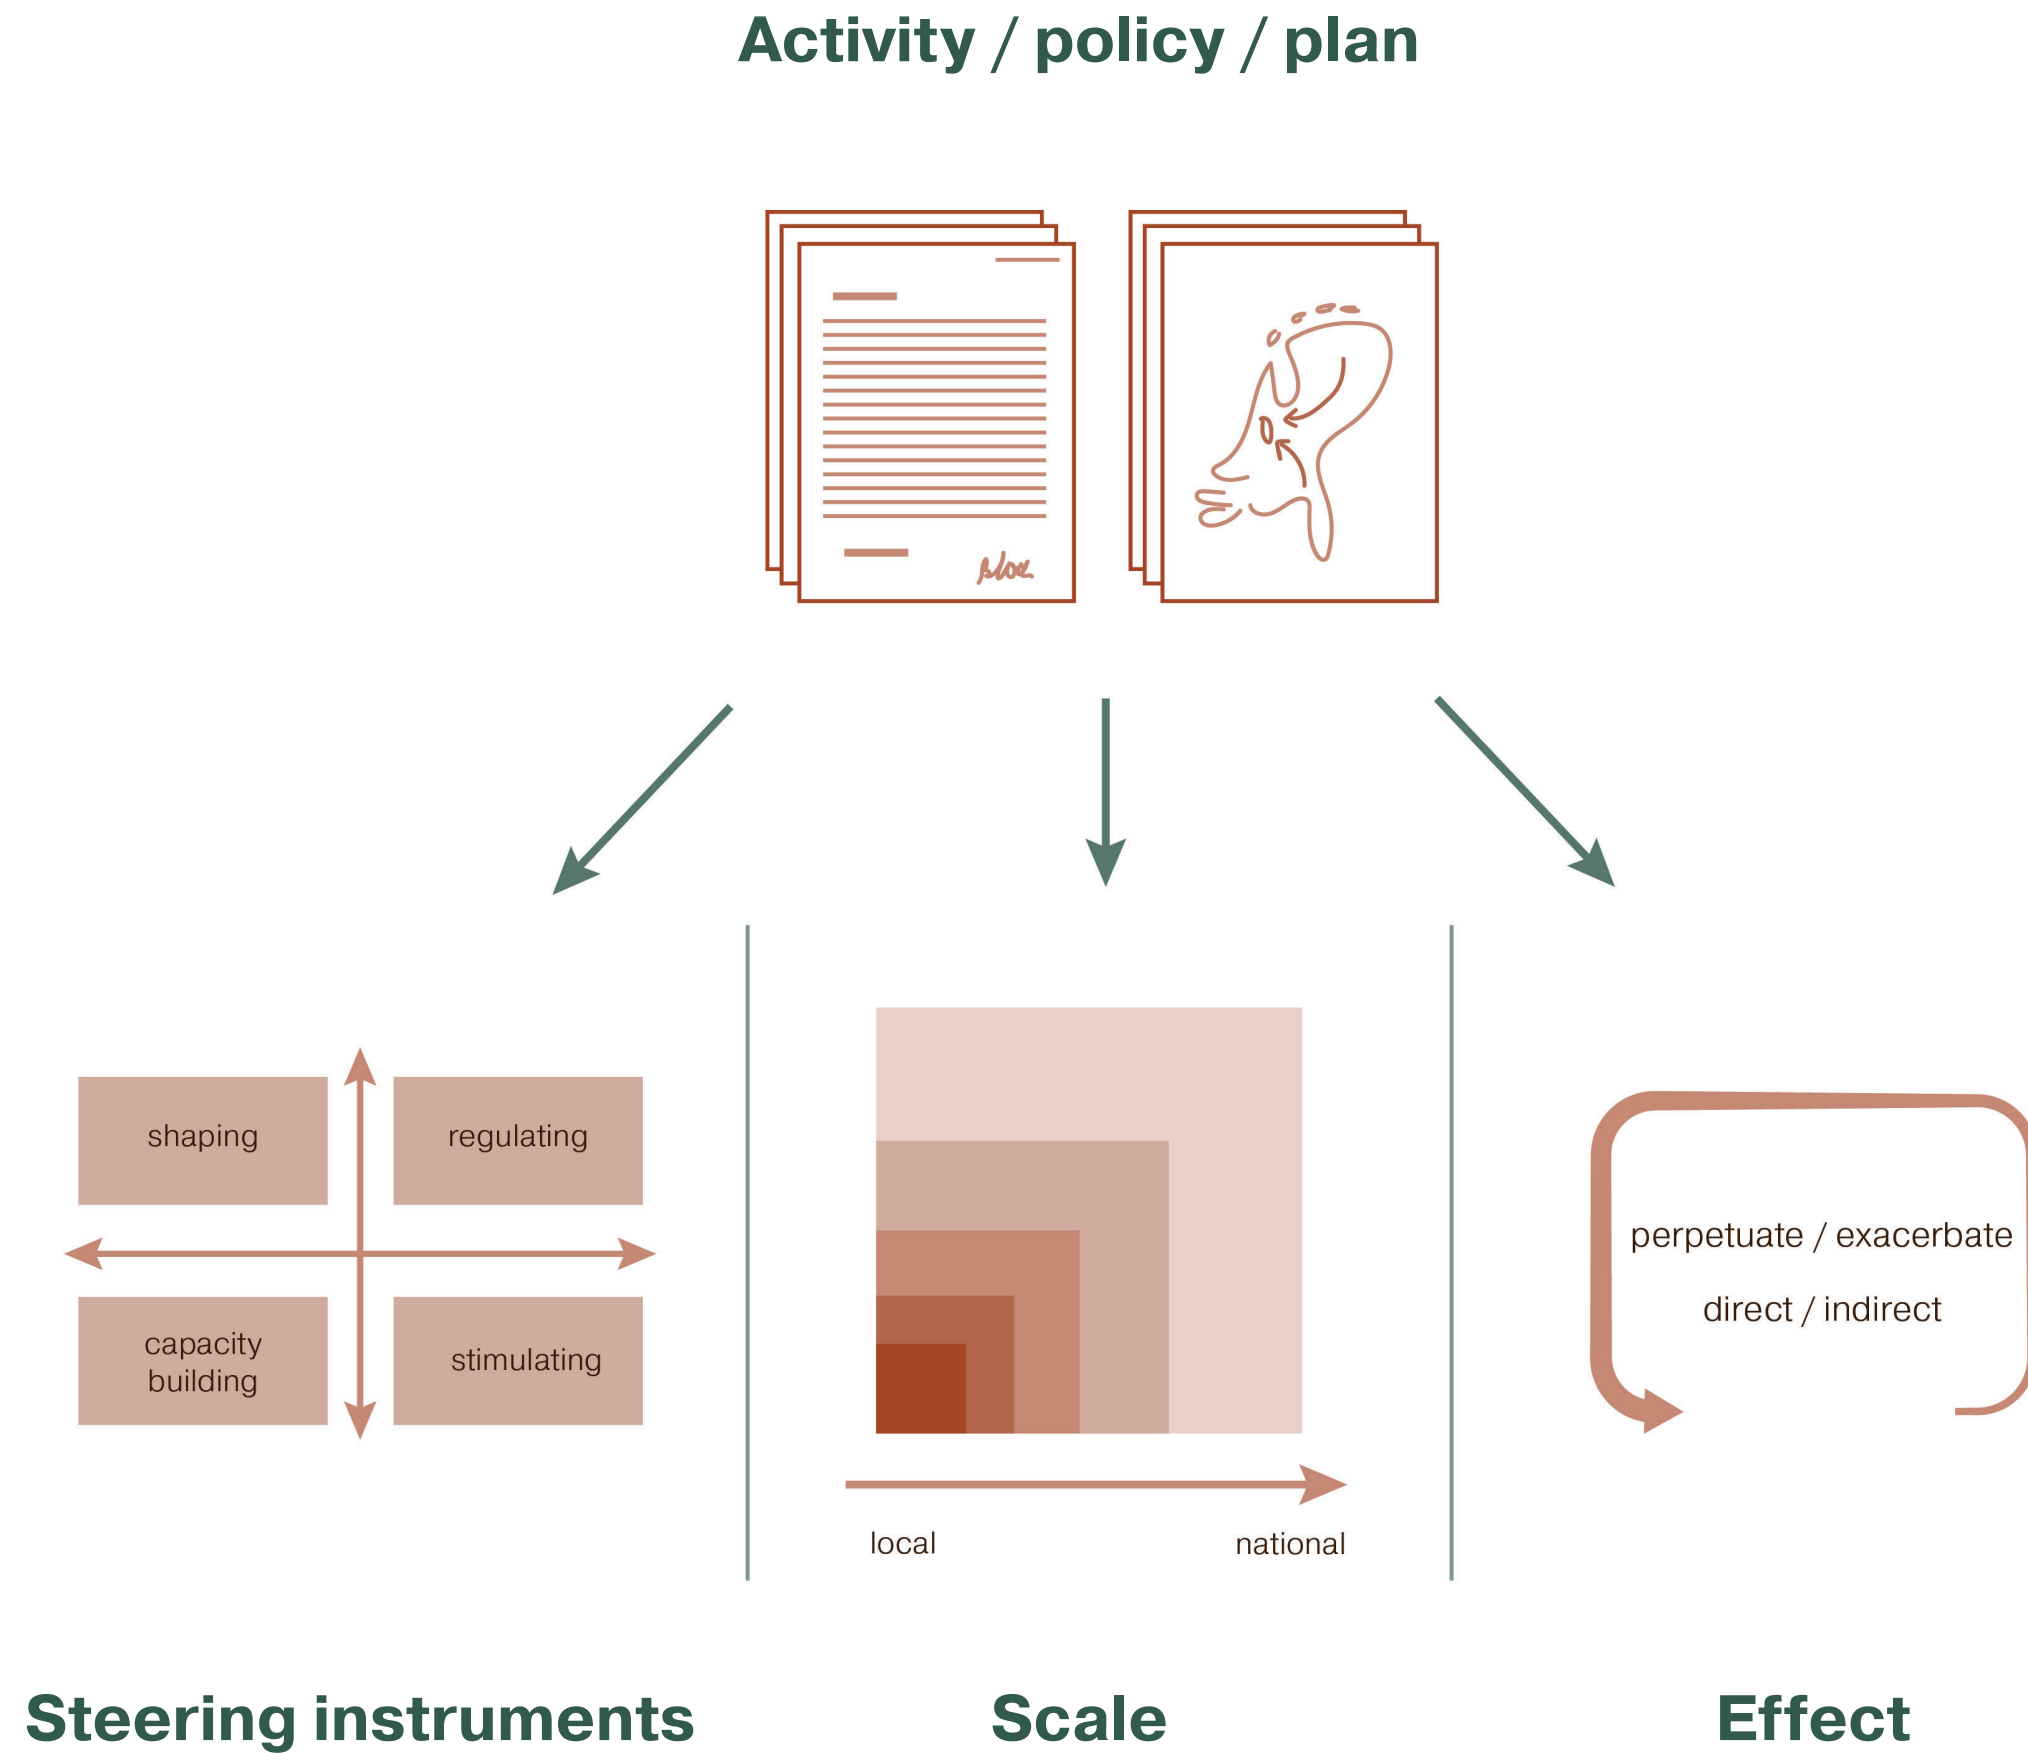 Activity / policy / plan
shaping
regulating
capacity
building
stimulating
local
national
perpetuate / exacerbate
direct / indirect
Steering instruments
Scale
Effect